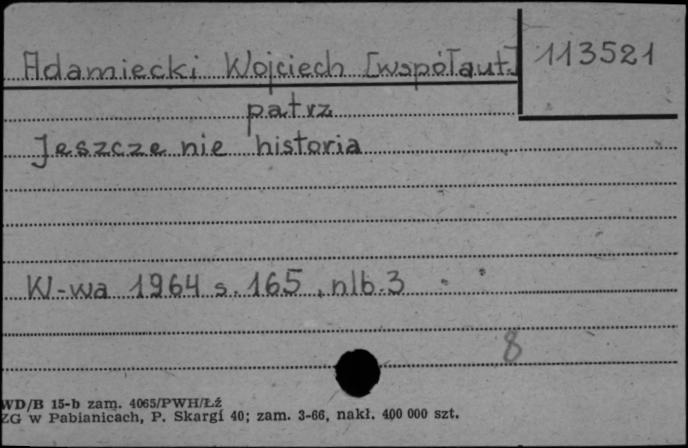 Adamiecki Wojciech [współaut.]
113521
patrz
Jeszcze nie historia
W-wa 1964 s. 165, nlb. 3
8
WD/B 15-b zam. 4065/PWH/Łź
ZG w Pabianicach, P. Skargi 40; zam. 3-66, nakł. 400 000 szt.